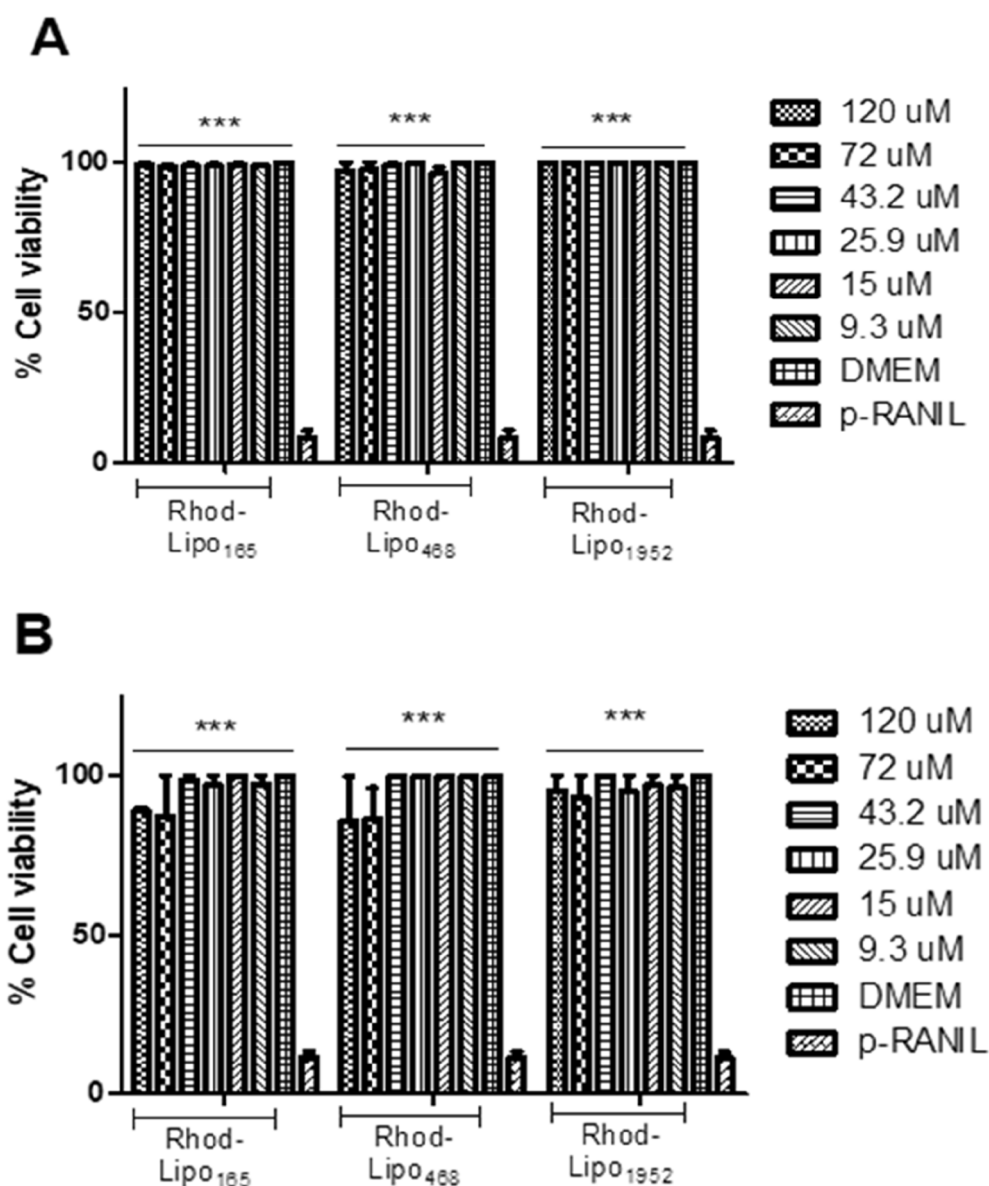 A
*** *** ***
% Cell viability
100
50
0
Rhod-
Lipo165
Rhod-
Lipo468
Rhod-
Lipo1952
120 uM
72 uM
43.2 uM
25.9 uM
15 uM
9.3 uM
DMEM
p-RANIL
B
*** *** ***
% Cell viability
100
50
0
Rhod-
Lipo165
Rhod-
Lipo468
Rhod-
Lipo1952
120 uM
72 uM
43.2 uM
25.9 uM
15 uM
9.3 uM
DMEM
p-RANIL